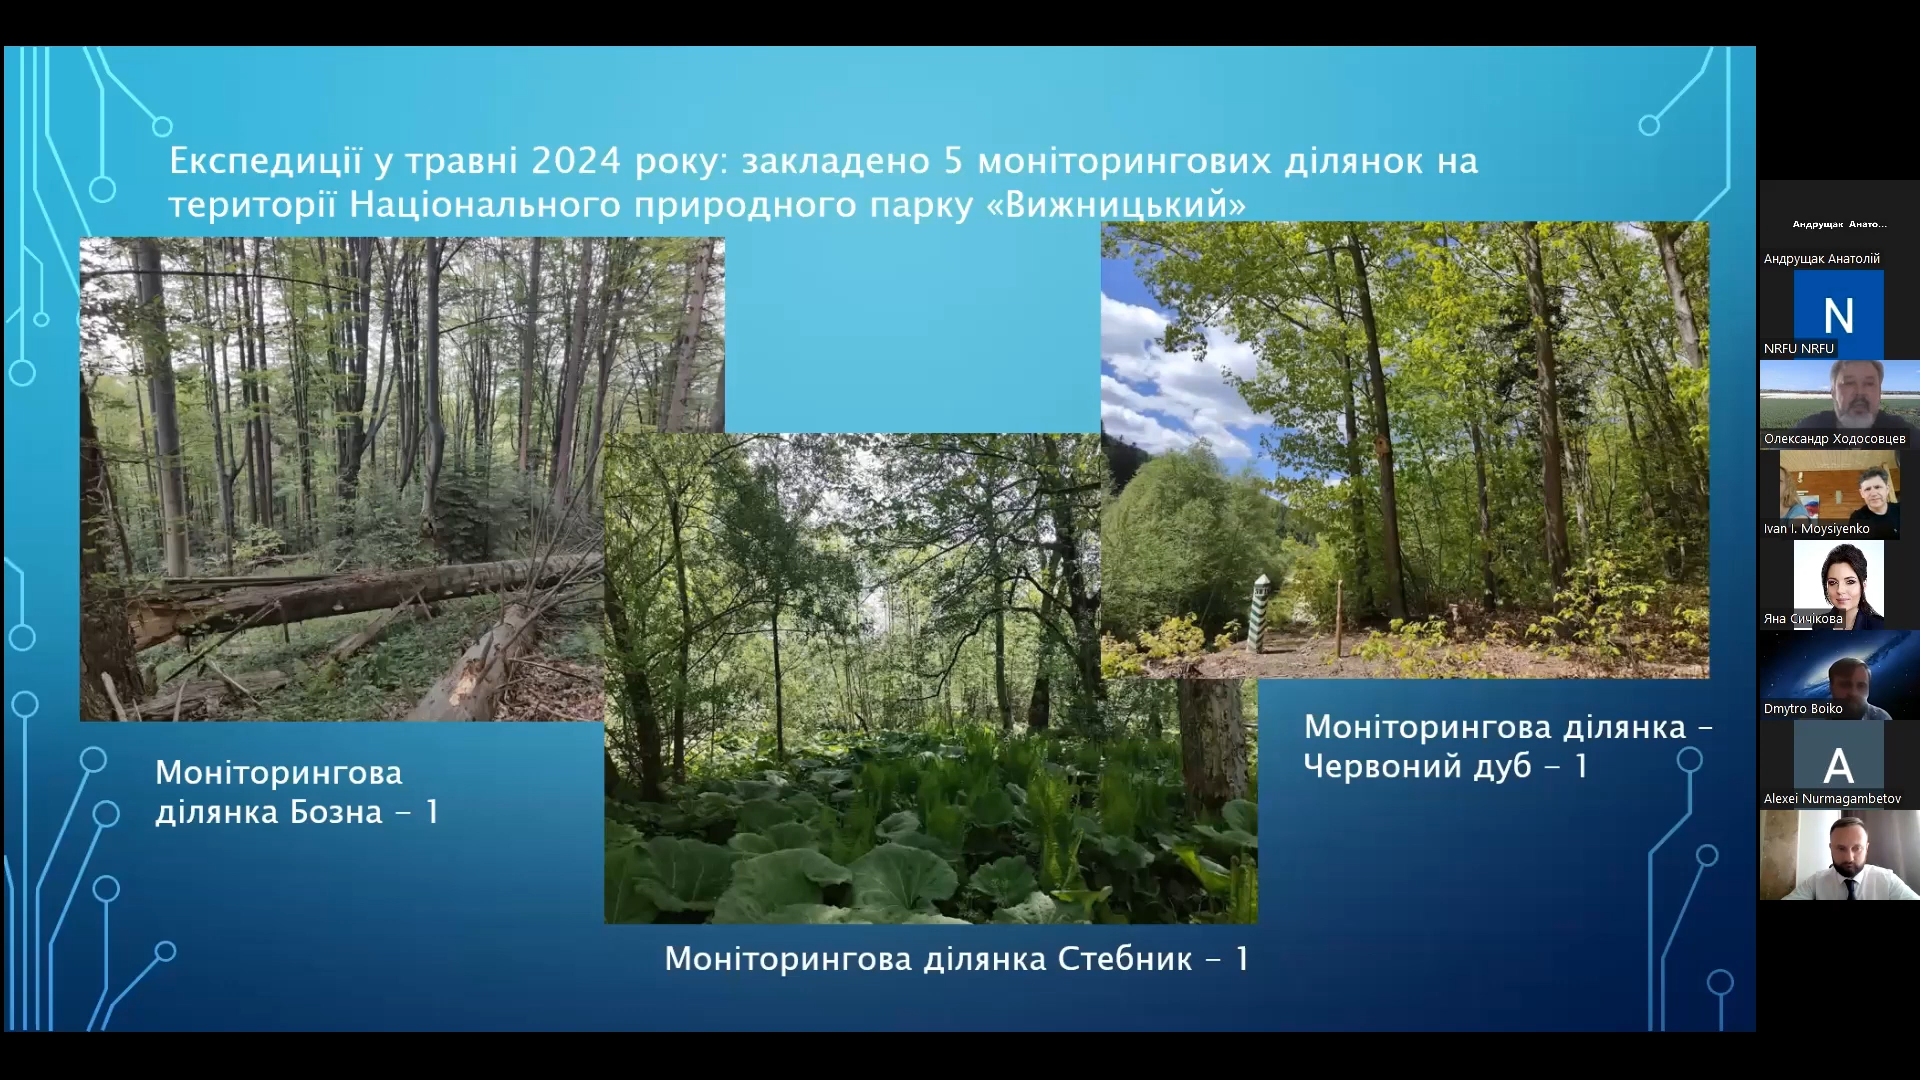 Експедиції у травні 2024 року: закладено 5 моніторингових ділянок на
території Національного природного парку «Вижницький»
Моніторингова
ділянка Бозна – 1
Моніторингова ділянка Стебник – 1
Моніторингова ділянка –
Червоний дуб – 1
Андрущак Анато...
Андрущак Анатолій
N
NRFU NRFU
Олександр Ходосовцев
Ivan I. Moysiyenko
Яна Сичікова
Dmytro Boiko
A
Alexei Nurmagambetov